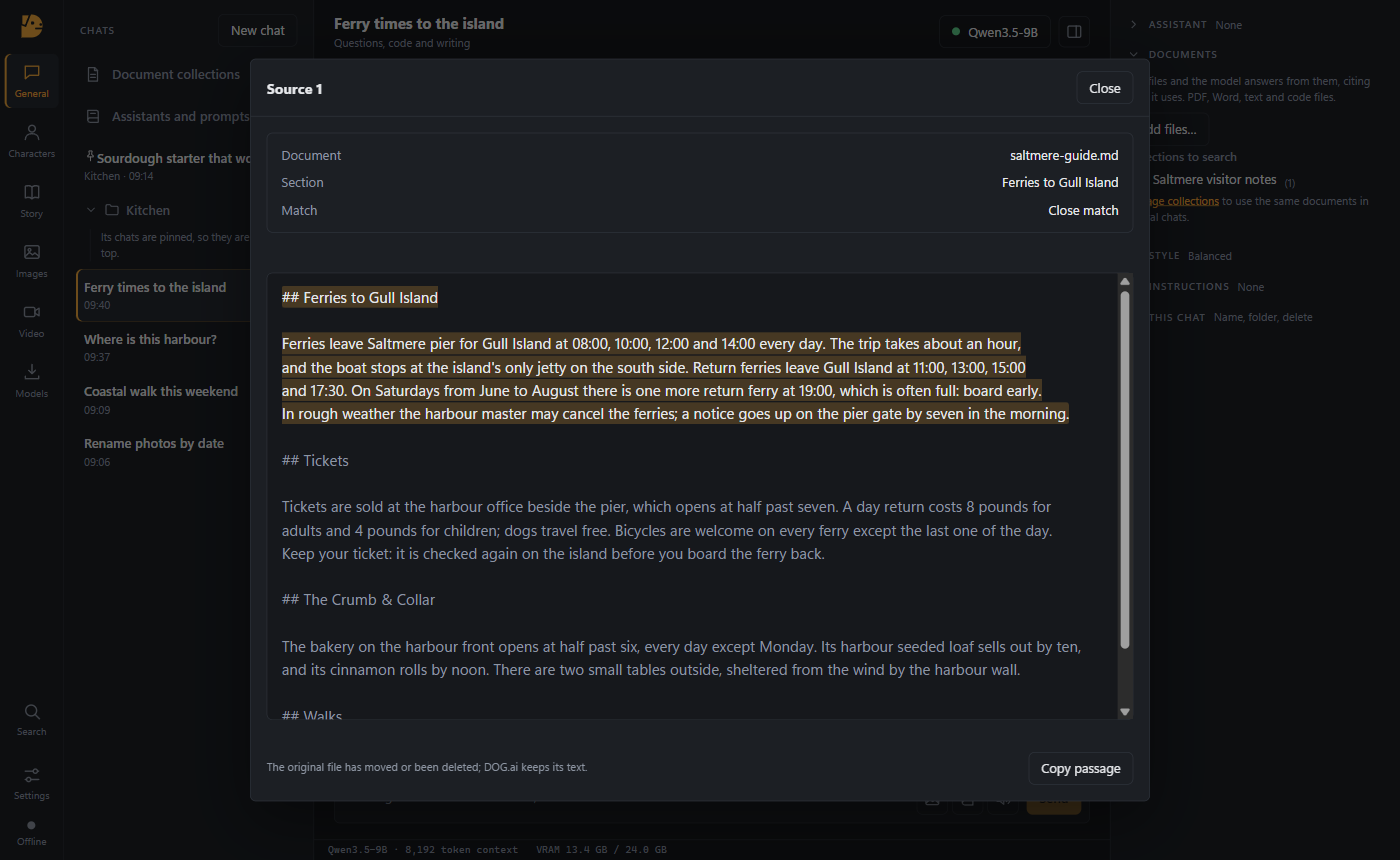 CHATS
New chat
Document collections
Assistants and prompts
Sourdough starter that wo
Kitchen · 09:14
Kitchen
Its chats are pinned, so they are
top.
Ferry times to the island
09:40
Where is this harbour?
09:37
Coastal walk this weekend
09:09
Rename photos by date
09:06
General
Characters
Story
Images
Video
Models
Search
Settings
Offline
Ferry times to the island
Questions, code and writing
Qwen3.5-9B
Source 1
Close
Document
saltmere-guide.md
Section
Ferries to Gull Island
Match
Close match
## Ferries to Gull Island
Ferries leave Saltmere pier for Gull Island at 08:00, 10:00, 12:00 and 14:00 every day. The trip takes about an hour,
and the boat stops at the island's only jetty on the south side. Return ferries leave Gull Island at 11:00, 13:00, 15:00
and 17:30. On Saturdays from June to August there is one more return ferry at 19:00, which is often full: board early.
In rough weather the harbour master may cancel the ferries; a notice goes up on the pier gate by seven in the morning.
## Tickets
Tickets are sold at the harbour office beside the pier, which opens at half past seven. A day return costs 8 pounds for
adults and 4 pounds for children; dogs travel free. Bicycles are welcome on every ferry except the last one of the day.
Keep your ticket: it is checked again on the island before you board the ferry back.
## The Crumb & Collar
The bakery on the harbour front opens at half past six, every day except Monday. Its harbour seeded loaf sells out by ten,
and its cinnamon rolls by noon. There are two small tables outside, sheltered from the wind by the harbour wall.
## Walks
The original file has moved or been deleted; DOG.ai keeps its text.
Copy passage
Qwen3.5-9B · 8,192 token context VRAM 13.4 GB / 24.0 GB
ASSISTANT None
DOCUMENTS
files and the model answers from them, citing
it uses. PDF, Word, text and code files.
dd files...
ections to search
Saltmere visitor notes (1)
age collections to use the same documents in
al chats.
STYLE Balanced
INSTRUCTIONS None
THIS CHAT Name, folder, delete